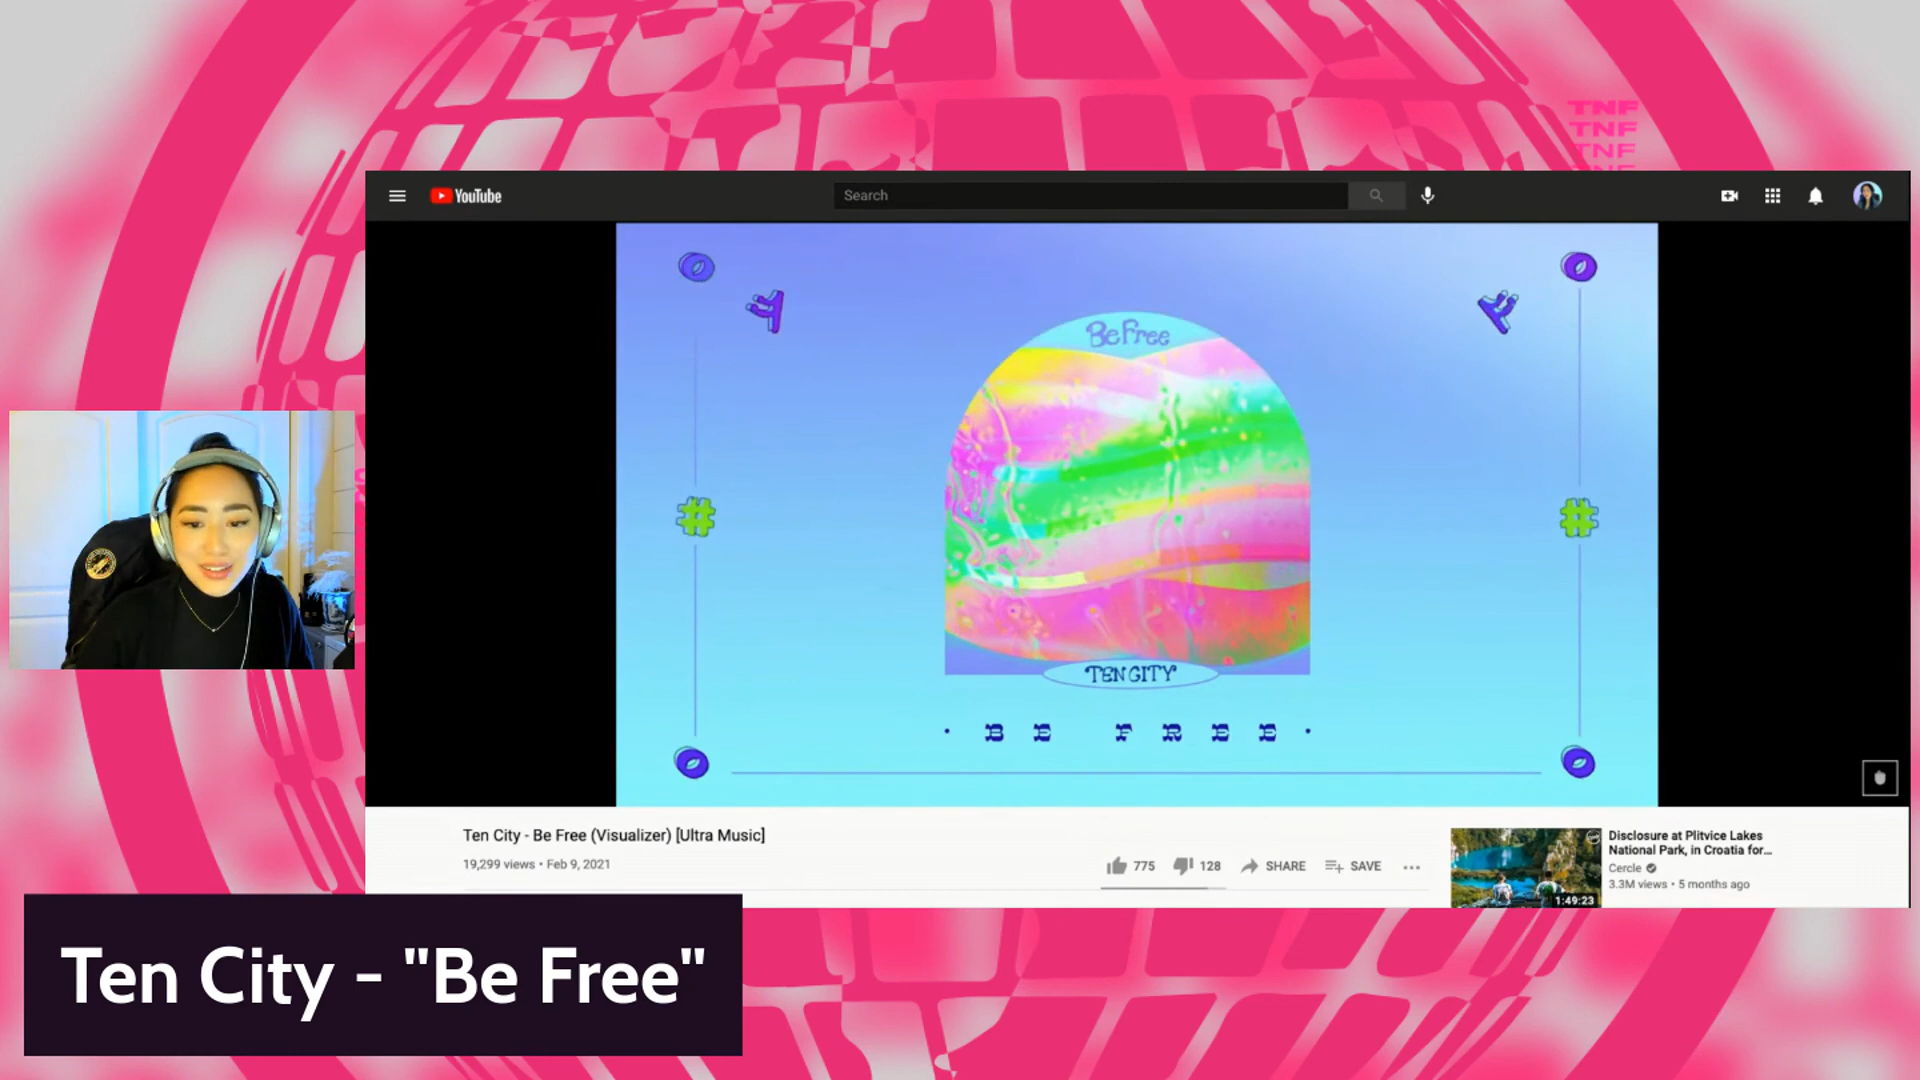 TNF
TNF
TNF
TNF
YouTube
Search
Be Free
TEN CITY
• BE FREE •
Ten City - Be Free (Visualizer) [Ultra Music]
19,299 views • Feb 9, 2021
775
128
SHARE
SAVE
1:49:23
Disclosure at Plitvice Lakes
National Park, in Croatia for...
Cercle
3.3M views • 5 months ago
Ten City - "Be Free"